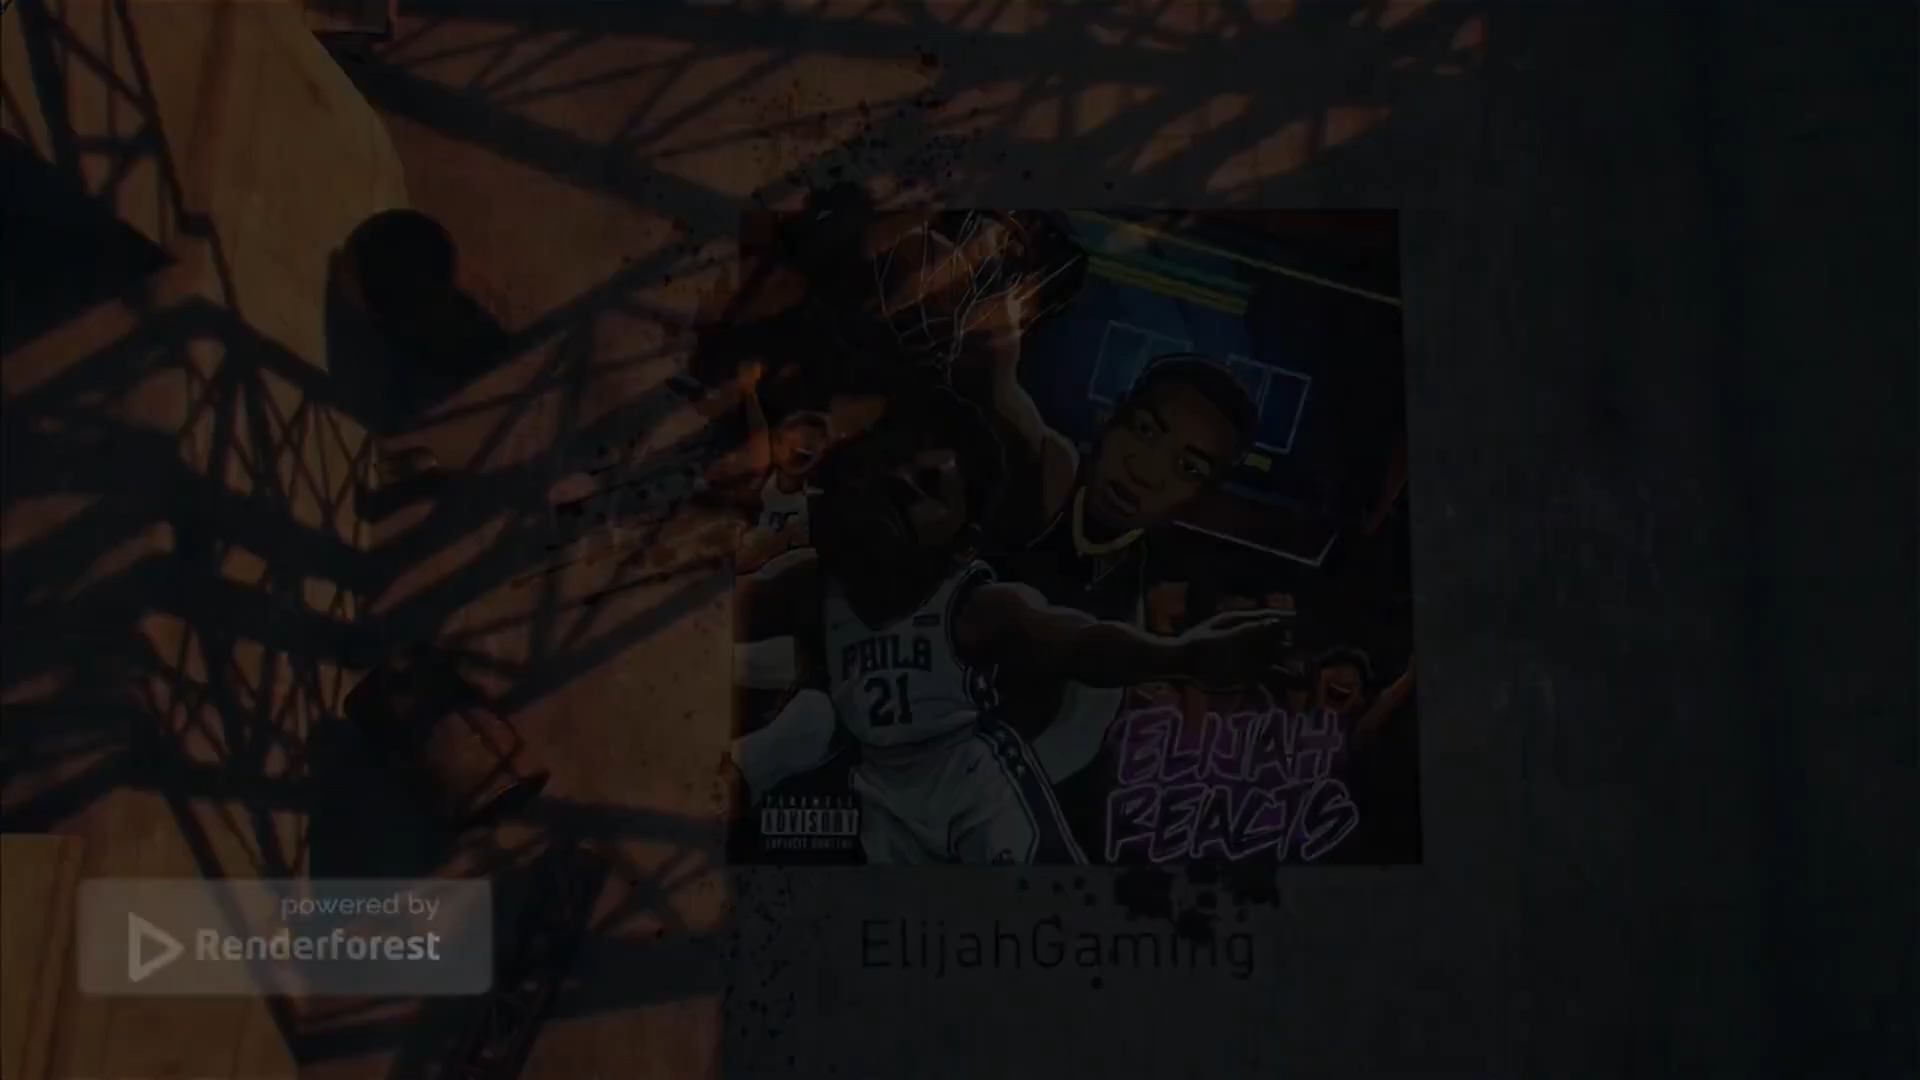 PHILA
21
ELIJAH
REACTS
PARENTAL
ADVISORY
EXPLICIT CONTENT
powered by
Renderforest
ElijahGaming